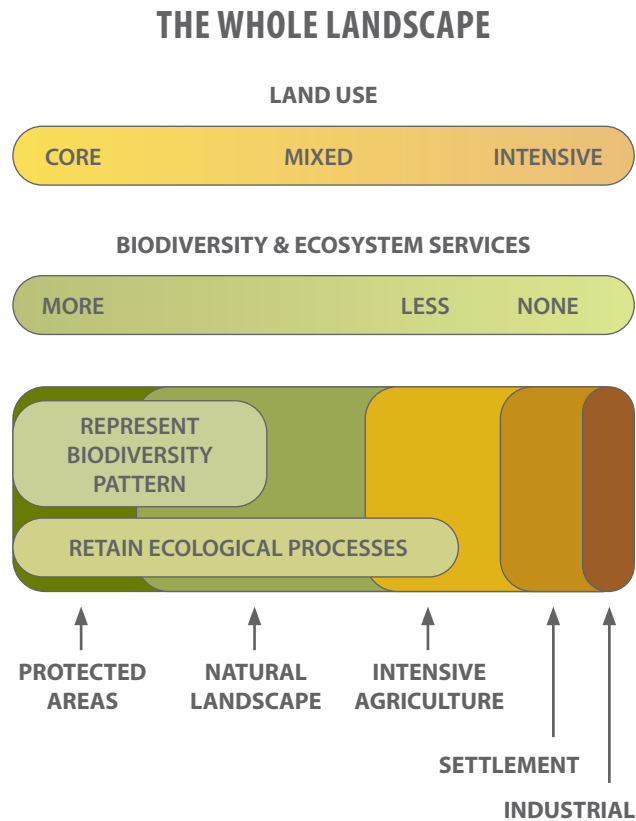 THE WHOLE LANDSCAPE
LAND USE
CORE MIXED INTENSIVE
BIODIVERSITY & ECOSYSTEM SERVICES
MORE LESS NONE
REPRESENT
BIODIVERSITY
PATTERN
RETAIN ECOLOGICAL PROCESSES
PROTECTED
AREAS
NATURAL
LANDSCAPE
INTENSIVE
AGRICULTURE
SETTLEMENT
INDUSTRIAL